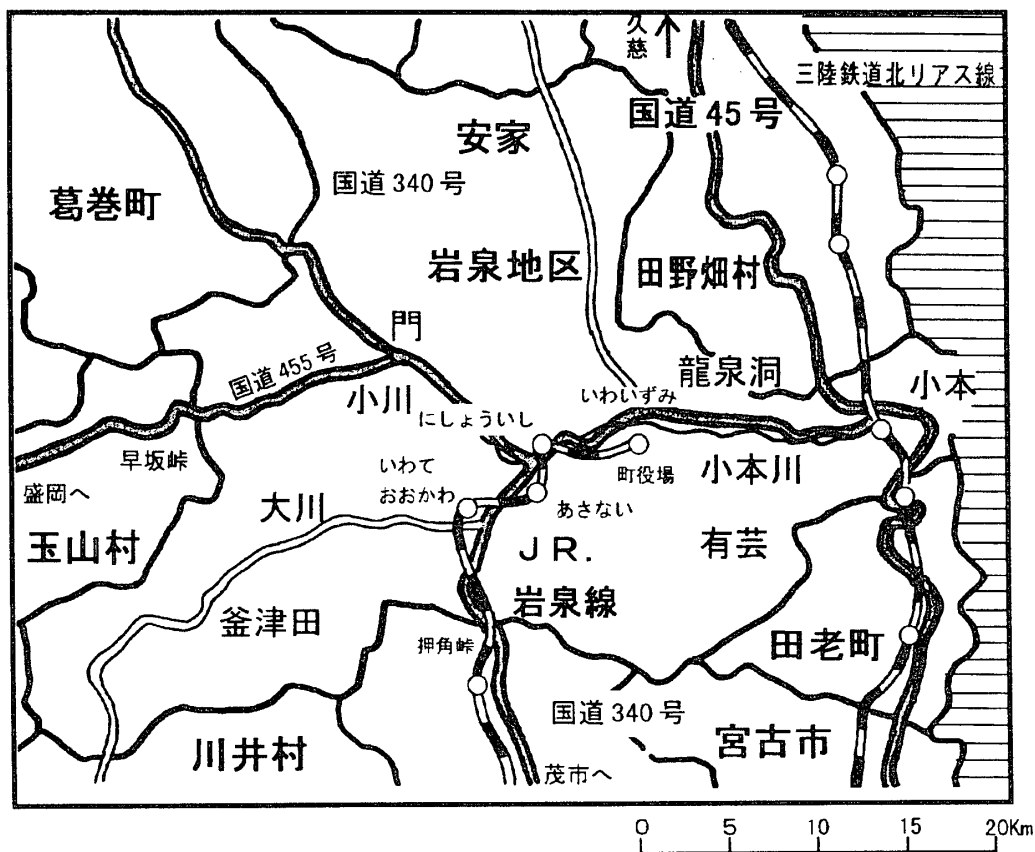 久慈
三陸鉄道北リアス線
国道45号
安家
国道340号
葛巻町
岩泉地区
田野畑村
門
龍泉洞
国道455号
小川
いわいずみ
小本
にしょういし
早坂峠
いわて
おおかわ
町役場
小本川
盛岡へ
大川
あさない
玉山村
JR.
岩泉線
有芸
釜津田
押角峠
田老町
国道340号
川井村
宮古市
茂市へ
0 5 10 15 20Km